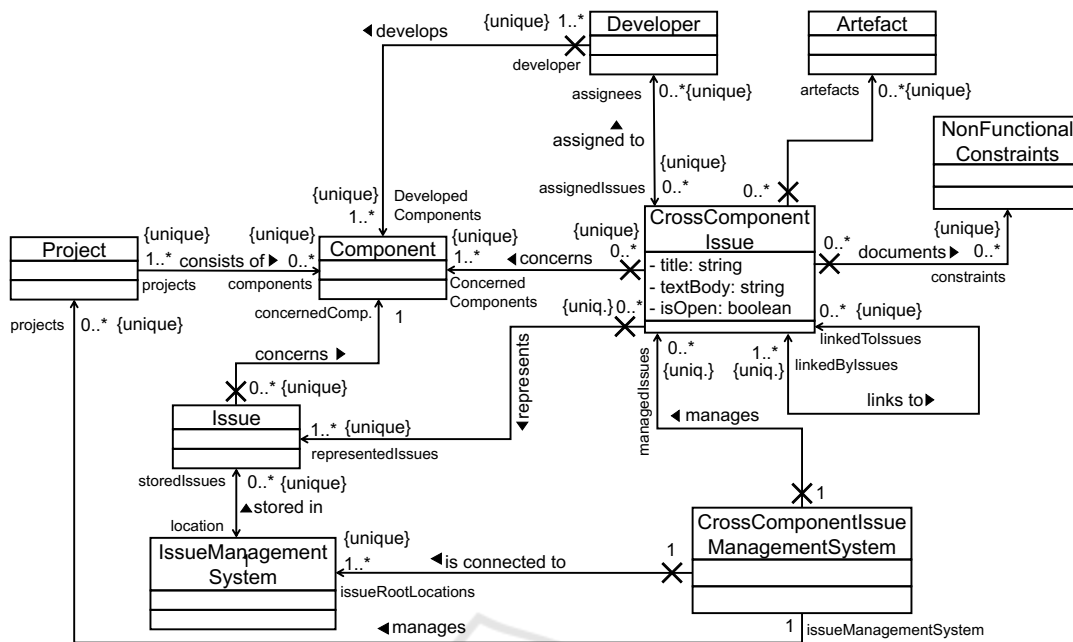 {unique} 1..*
Developer
Artefact
◄ develops
developer
assignees
0..*{unique}
artefacts
0..*{unique}
▲
assigned to
NonFunctional
Constraints
{unique}
assignedIssues
0..*
0..*
{unique}
1..*
Developed
Components
Project
{unique}
1..*
consists of ►
{unique}
0..*
projects
components
Component
{unique}
1..*
◄ concerns
{unique}
0..*
Concerned
Components
CrossComponent
Issue
- title: string
- textBody: string
- isOpen: boolean
0..*
documents ►
{unique}
0..*
constraints
projects
0..* {unique}
concernedComp.
1
{uniq.} 0..*
0..* {unique}
linkedToIssues
concerns ►
◄ represents
managedIssues
0..*
{uniq.}
1..*
{uniq.}
linkedByIssues
links to ►
0..* {unique}
Issue
1..* {unique}
representedIssues
◄ manages
storedIssues
0..* {unique}
▲ stored in
location
1
IssueManagement
System
{unique}
1..*
◄ is connected to
1
issueRootLocations
1
CrossComponentIssue
ManagementSystem
◄ manages
1
issueManagementSystem